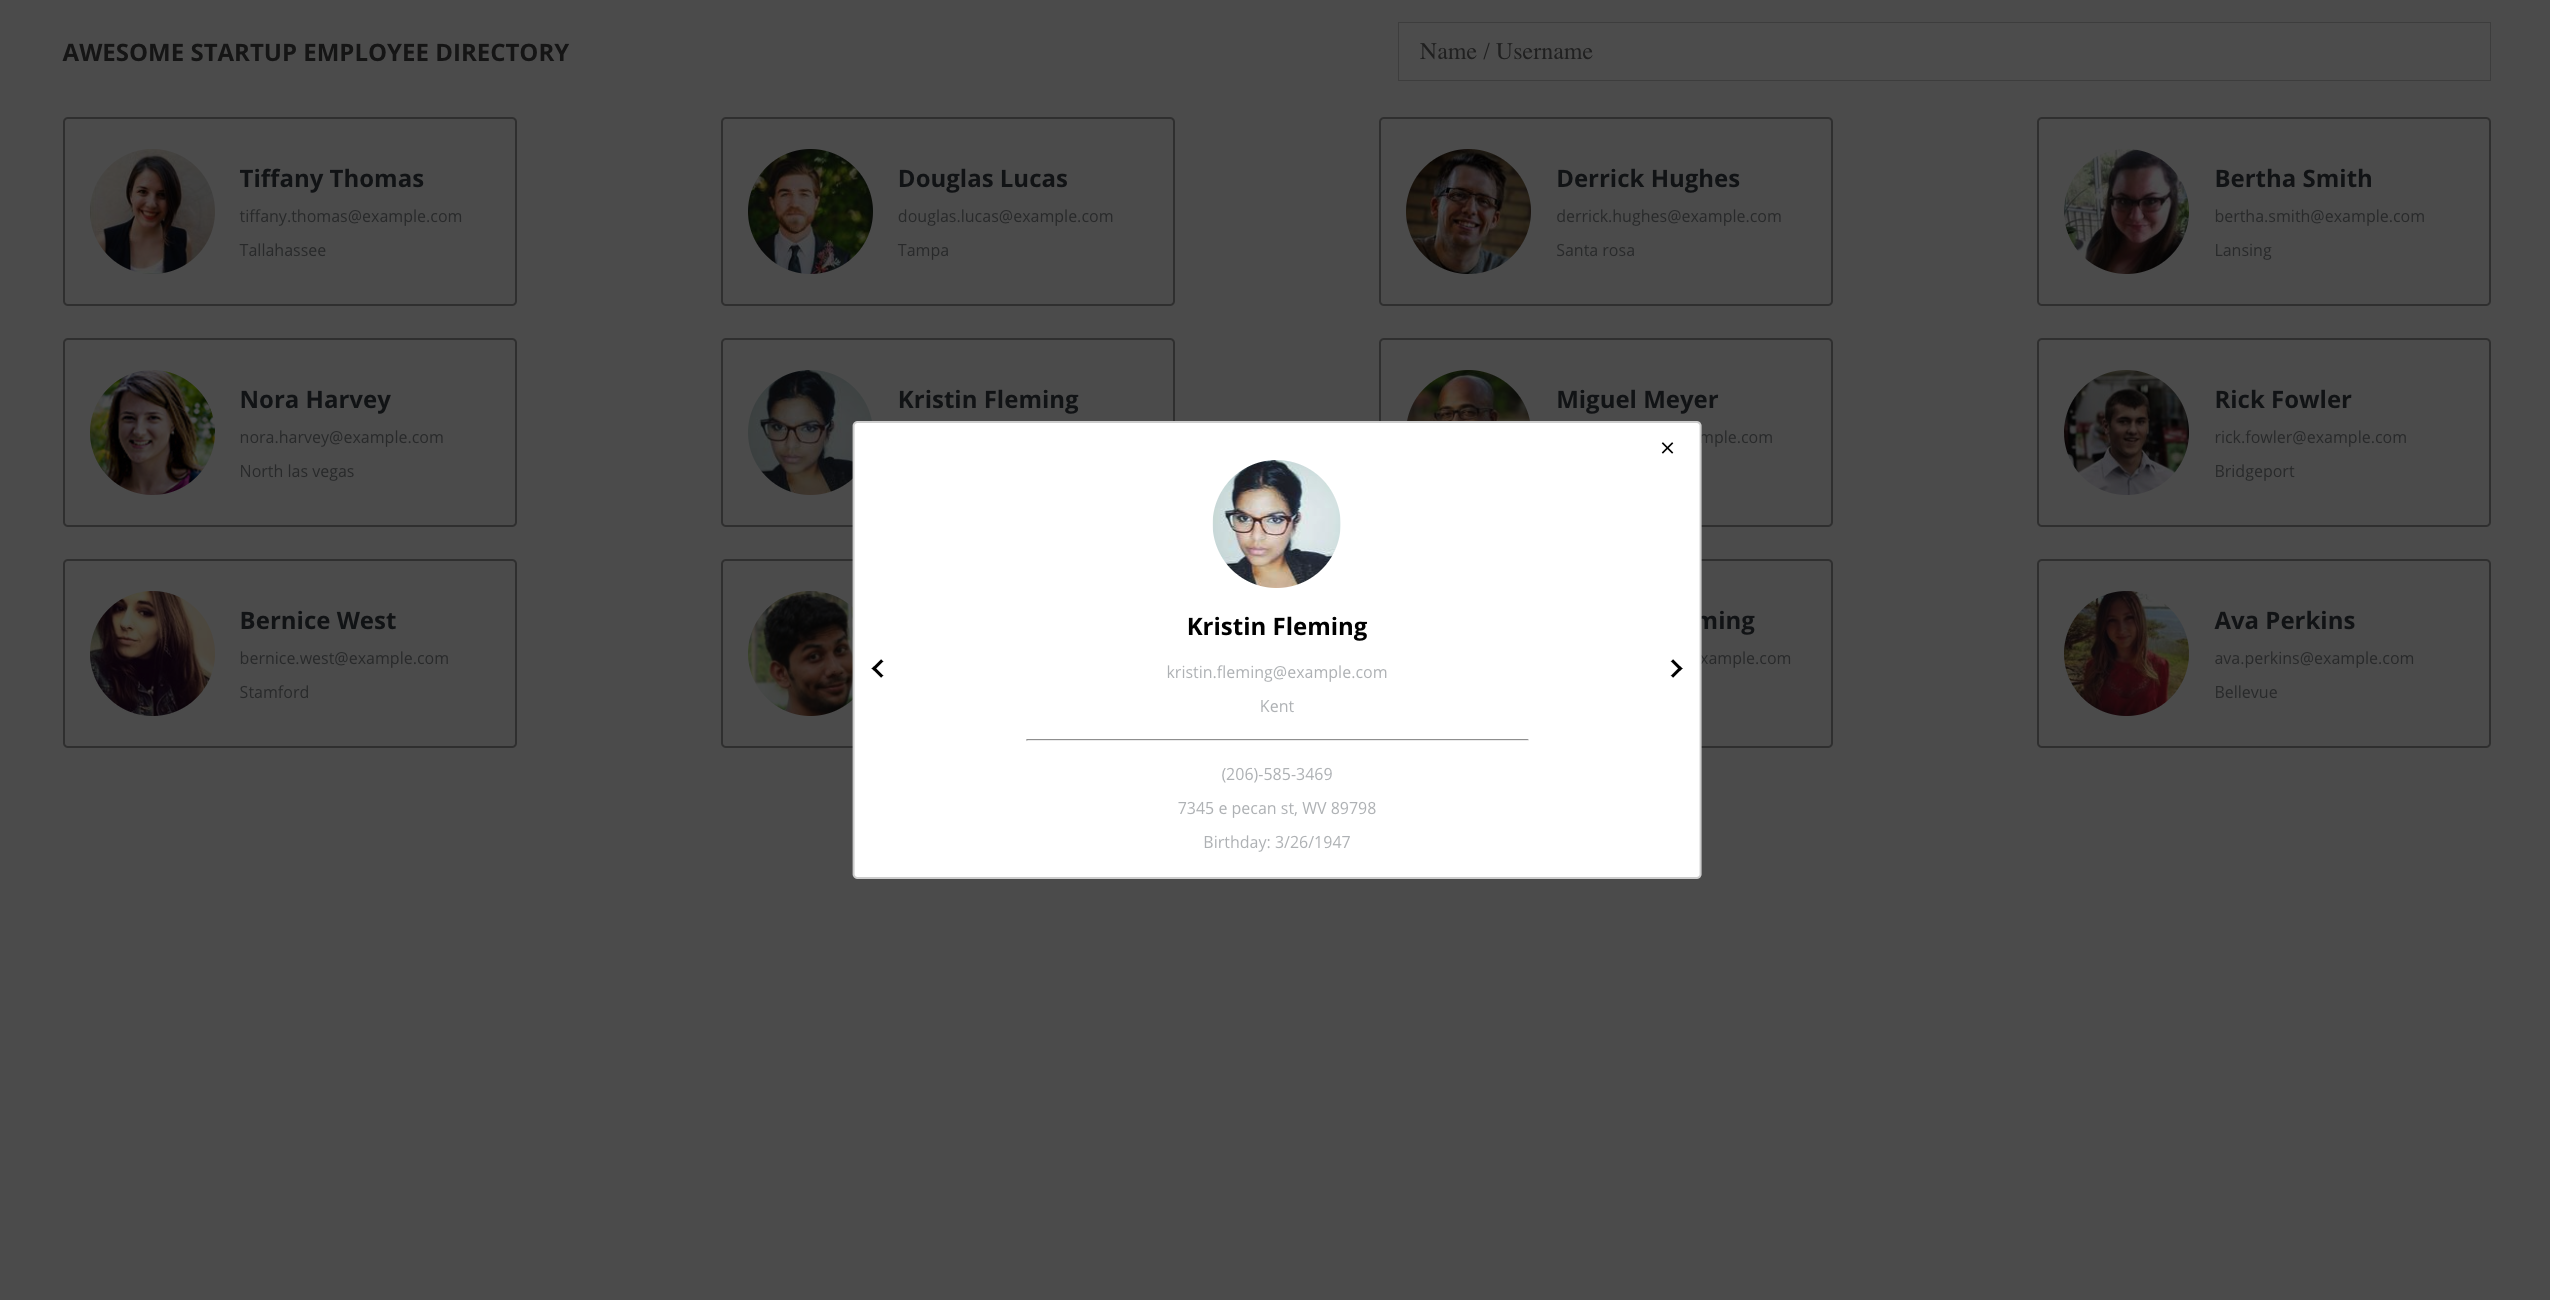 AWESOME STARTUP EMPLOYEE DIRECTORY
Name / Username
Tiffany Thomas
tiffany.thomas@example.com
Tallahassee
Douglas Lucas
douglas.lucas@example.com
Tampa
Derrick Hughes
derrick.hughes@example.com
Santa rosa
Bertha Smith
bertha.smith@example.com
Lansing
Nora Harvey
nora.harvey@example.com
North las vegas
Kristin Fleming
Miguel Meyer
mple.com
Rick Fowler
rick.fowler@example.com
Bridgeport
Bernice West
bernice.west@example.com
Stamford
ming
xample.com
Ava Perkins
ava.perkins@example.com
Bellevue
Kristin Fleming
kristin.fleming@example.com
Kent
(206)-585-3469
7345 e pecan st, WV 89798
Birthday: 3/26/1947